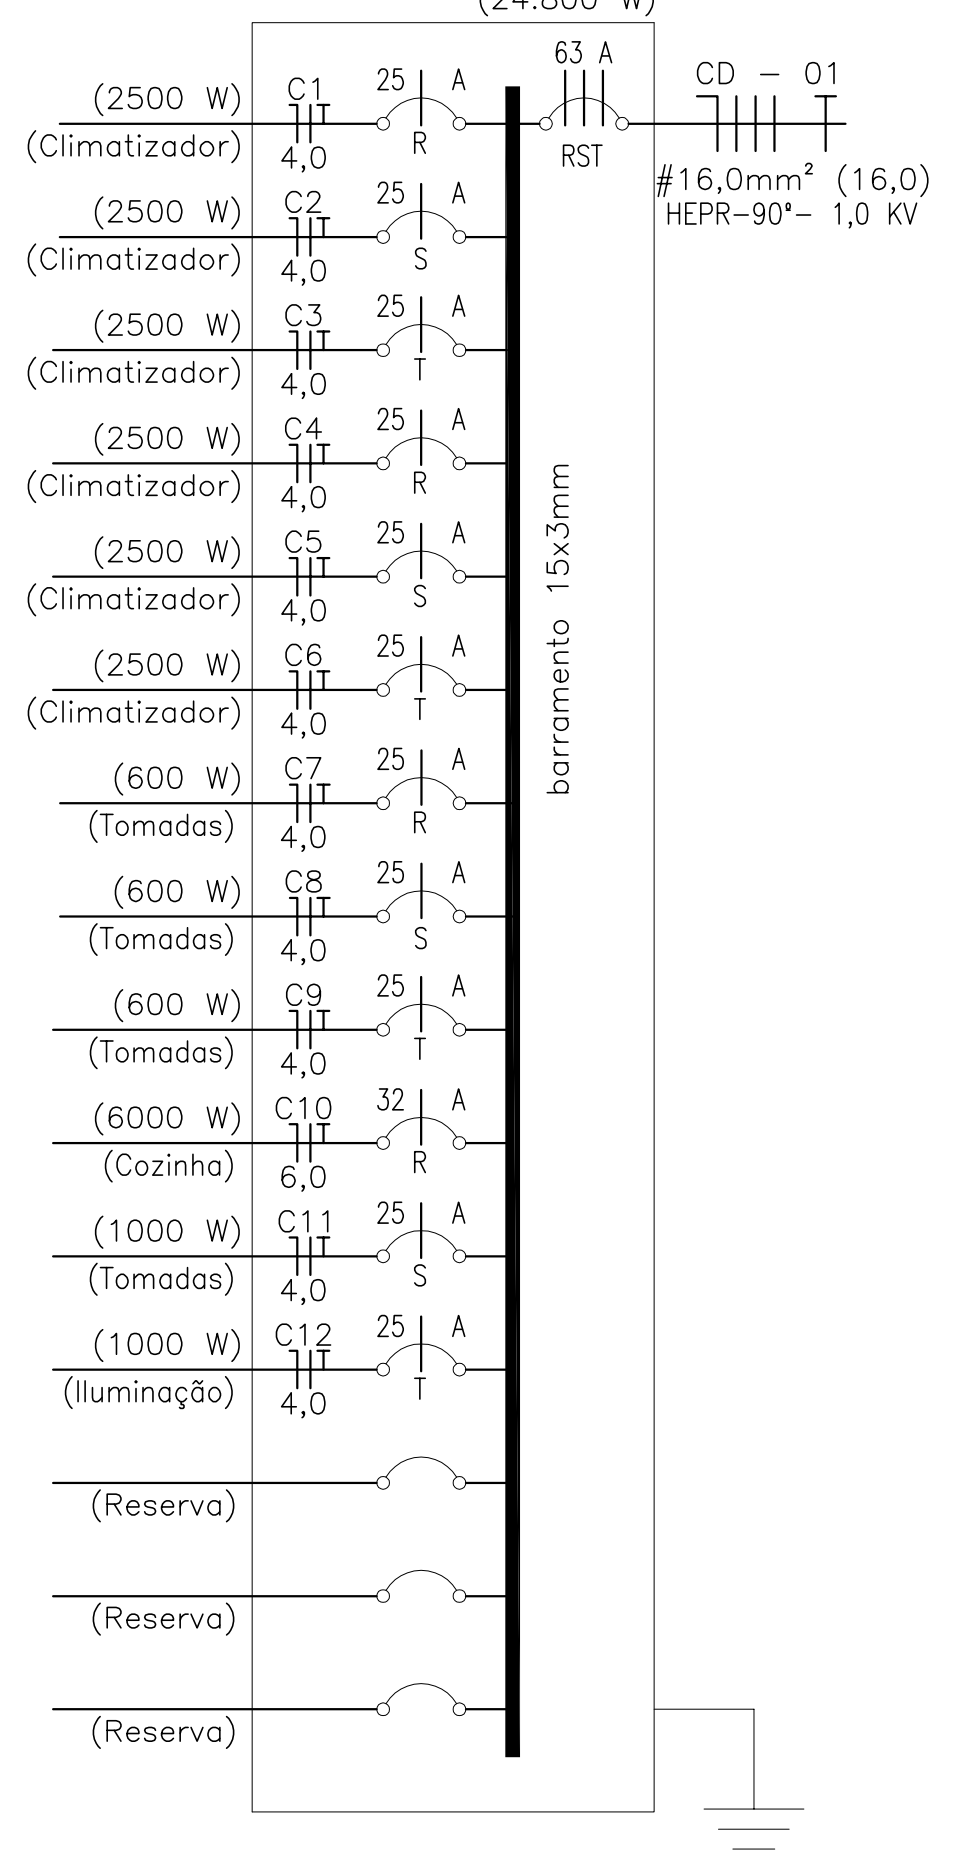 (24.800 W)
63 A
RST
CD - 01
#16,0mm² (16,0)
HEPR-90°- 1,0 KV
(2500 W) C1 25 A
(Climatizador) 4,0 R
(2500 W) C2 25 A
(Climatizador) 4,0 S
(2500 W) C3 25 A
(Climatizador) 4,0 T
(2500 W) C4 25 A
(Climatizador) 4,0 R
(2500 W) C5 25 A
(Climatizador) 4,0 S
(2500 W) C6 25 A
(Climatizador) 4,0 T
barramento 15x3mm
(600 W) C7 25 A
(Tomadas) 4,0 R
(600 W) C8 25 A
(Tomadas) 4,0 S
(600 W) C9 25 A
(Tomadas) 4,0 T
(6000 W) C10 32 A
(Cozinha) 6,0 R
(1000 W) C11 25 A
(Tomadas) 4,0 S
(1000 W) C12 25 A
(Iluminação) 4,0 T
(Reserva)
(Reserva)
(Reserva)